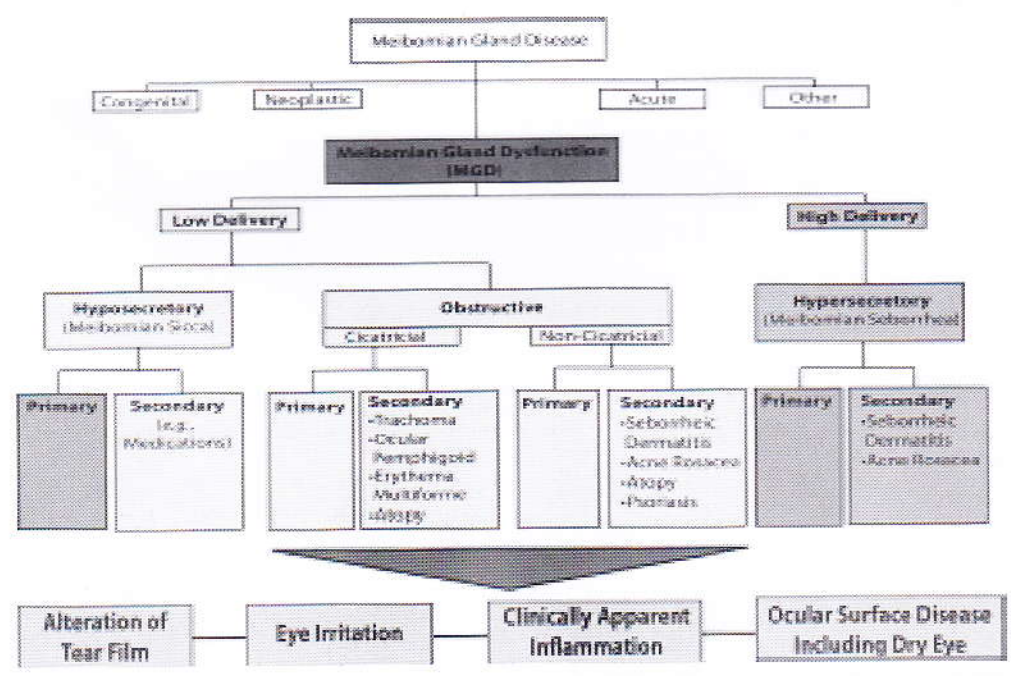 Meibomian Gland Disease
Congenital
Neoplastic
Acute
Other
Meibomian Gland Dysfunction
(MGD)
Low Delivery
High Delivery
Hyposecretory
(Meibomian Sicca)
Obstructive
Cicatricial
Non-Cicatricial
Hypersecretory
(Meibomian Seborrhea)
Primary
Secondary
(e.g.,
Medications)
Primary
Secondary
•Trachoma
•Ocular
Pemphigoid
•Erythema
Multiforme
•Atopy
Primary
Secondary
•Seborrheic
Dermatitis
•Acne Rosacea
•Atopy
•Psoriasis
Primary
Secondary
•Seborrheic
Dermatitis
•Acne Rosacea
Alteration of
Tear Film
Eye Irritation
Clinically Apparent
Inflammation
Ocular Surface Disease
Including Dry Eye